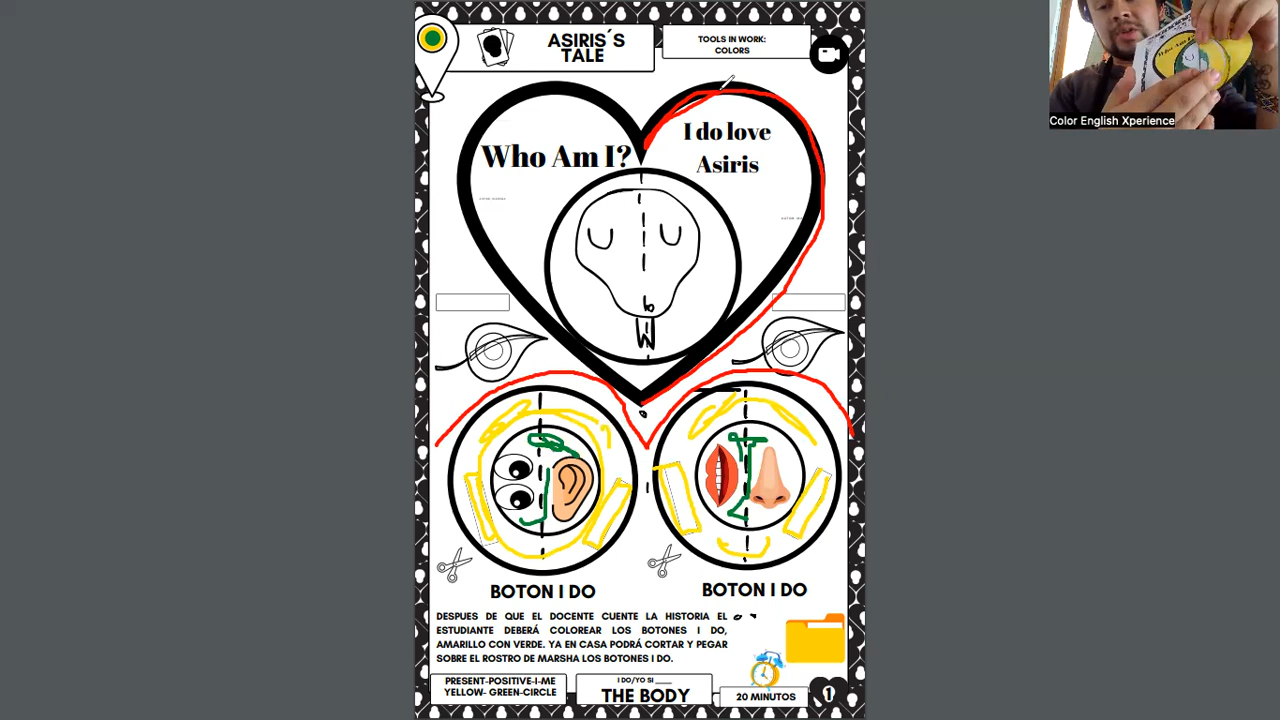 ASIRIS´S
TALE
TOOLS IN WORK:
COLORS
Color English Xperience
Who Am I?
I do love
Asiris
BOTON I DO
BOTON I DO
DESPUES DE QUE EL DOCENTE CUENTE LA HISTORIA EL
ESTUDIANTE DEBERÁ COLOREAR LOS BOTONES I DO,
AMARILLO CON VERDE. YA EN CASA PODRÁ CORTAR Y PEGAR
SOBRE EL ROSTRO DE MARSHA LOS BOTONES I DO.
PRESENT-POSITIVE-I-ME
YELLOW- GREEN-CIRCLE
I DO/YO SI ____
THE BODY
20 MINUTOS
1